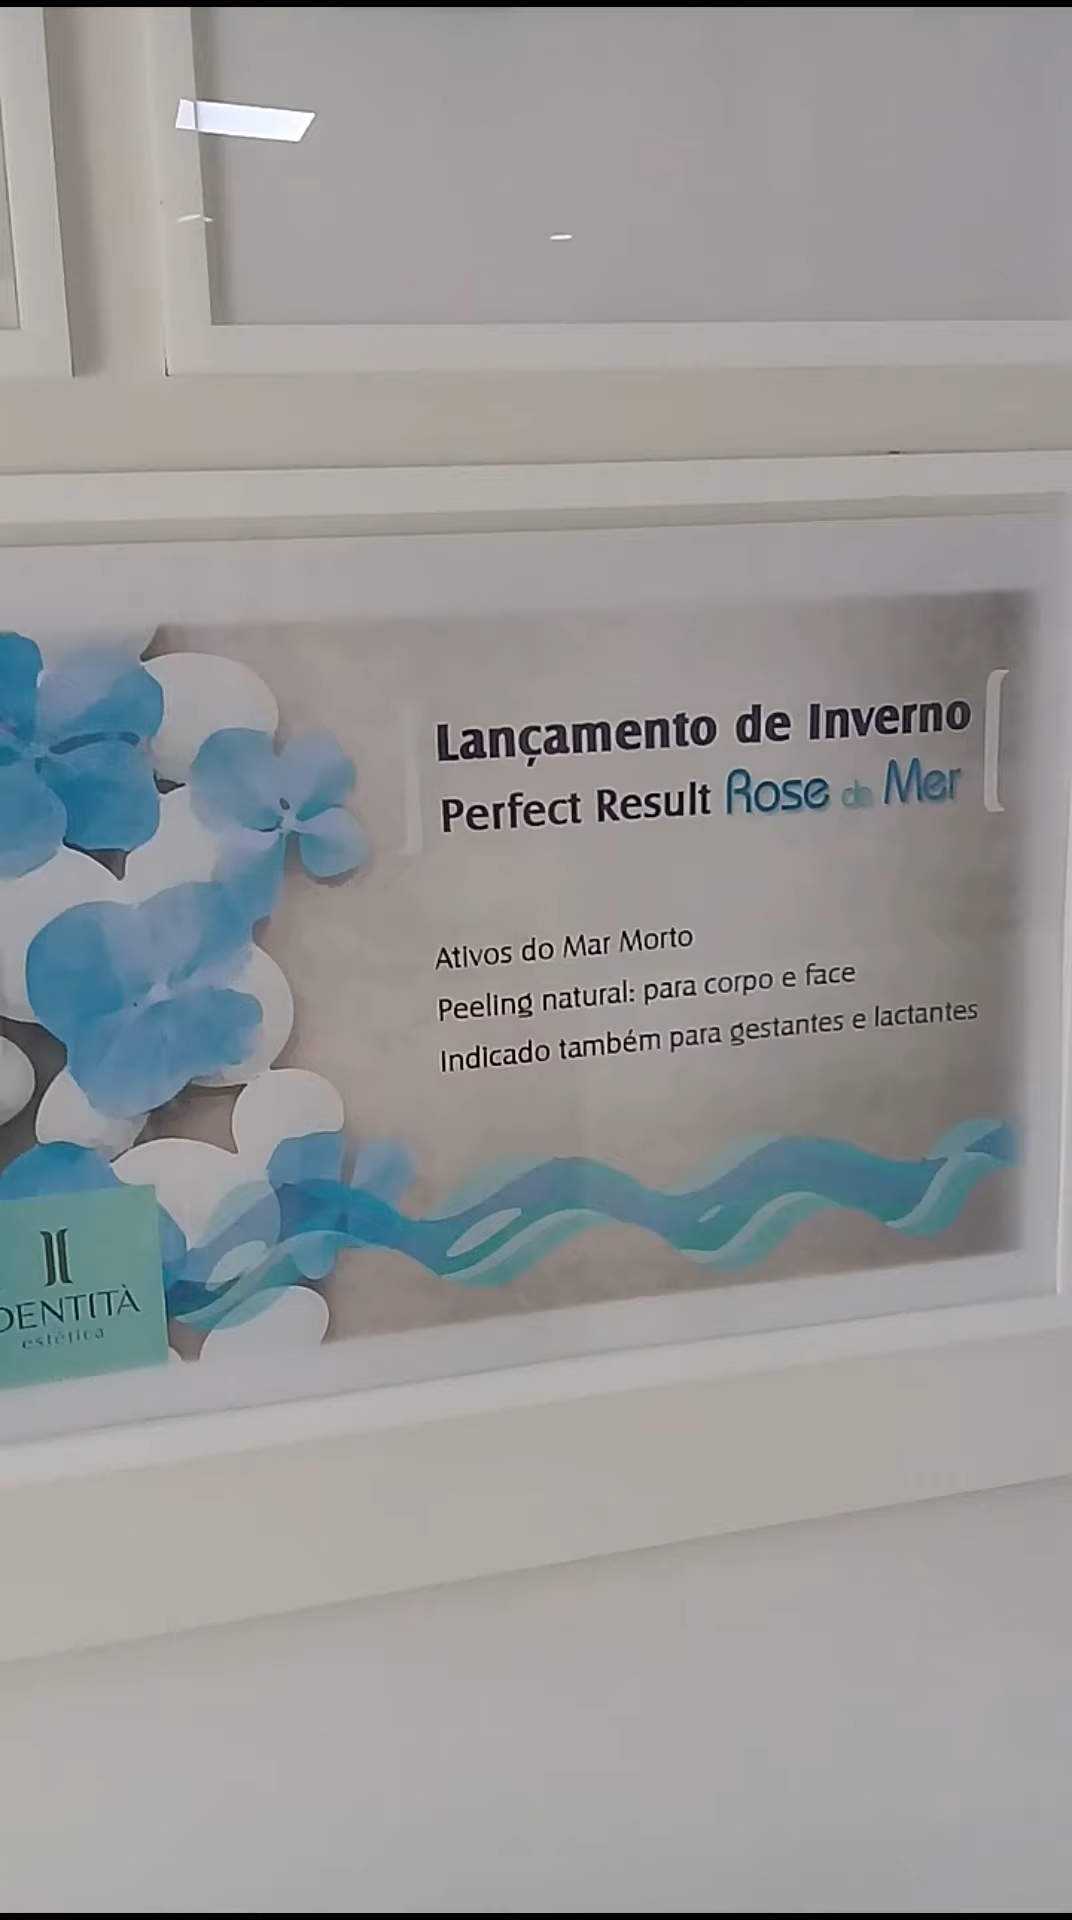 Lançamento de Inverno
Perfect Result Rose de Mer
Ativos do Mar Morto
Peeling natural: para corpo e face
Indicado também para gestantes e lactantes
DENTITÀ
estética